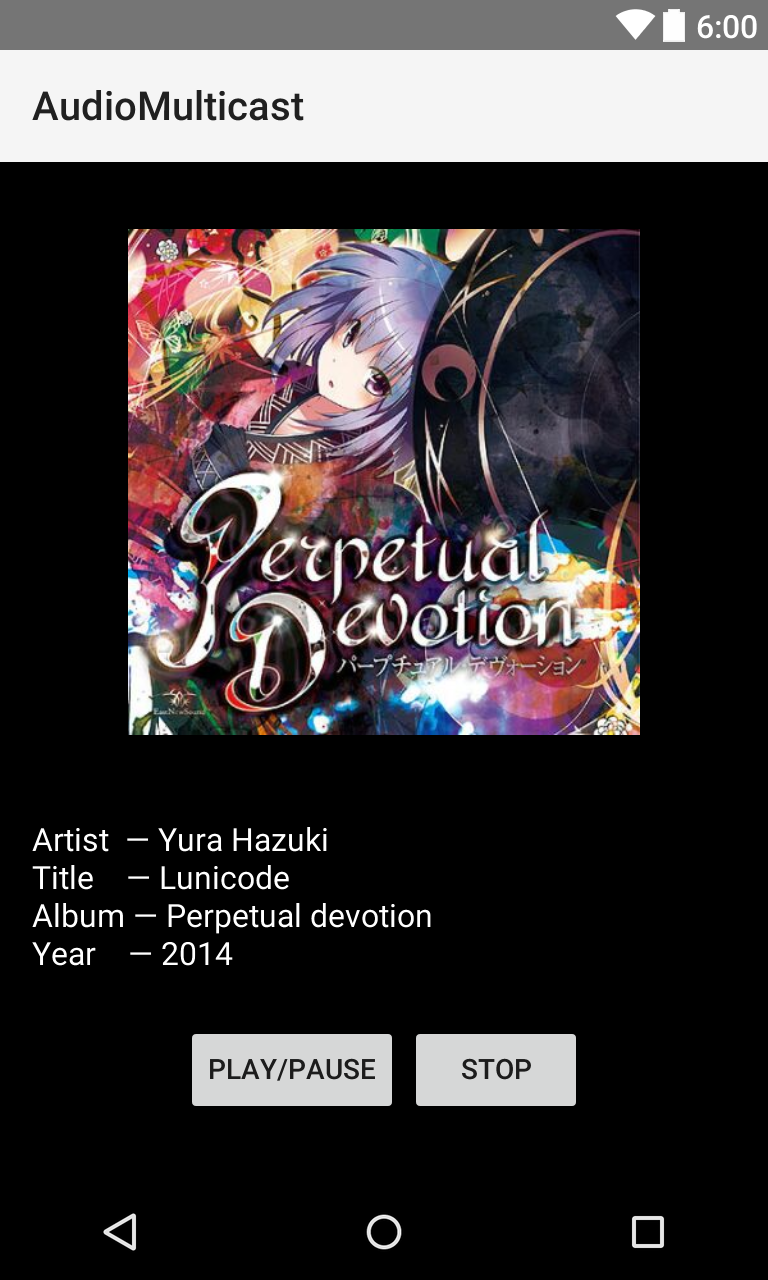 6:00
AudioMulticast
Perpetual
Devotion
パープチュアル・デヴォーション
EastNewSound
Artist — Yura Hazuki
Title — Lunicode
Album — Perpetual devotion
Year — 2014
PLAY/PAUSE STOP